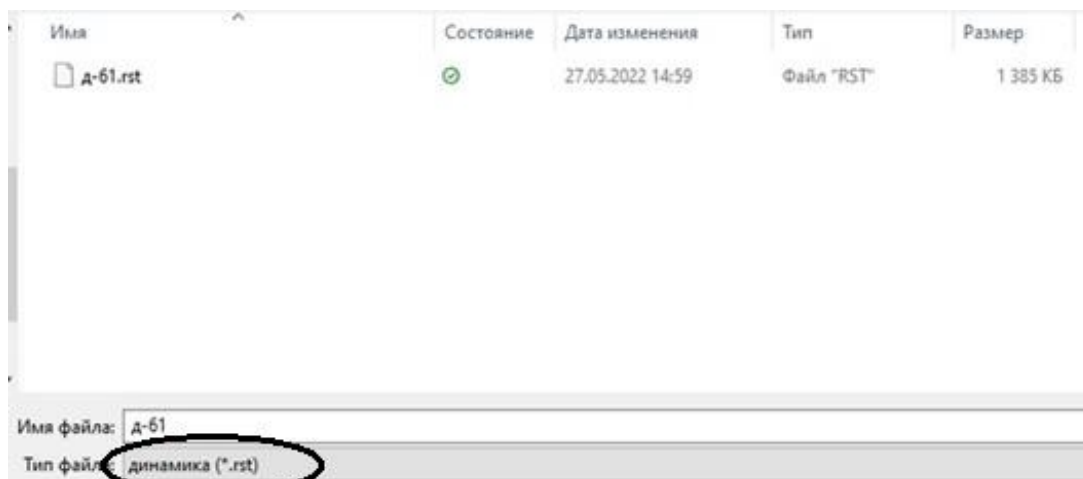 Имя Состояние Дата изменения Тип Размер
д-61.rst 27.05.2022 14:59 Файл "RST" 1 385 КБ
Имя файла: д-61
Тип файла: динамика (*.rst)